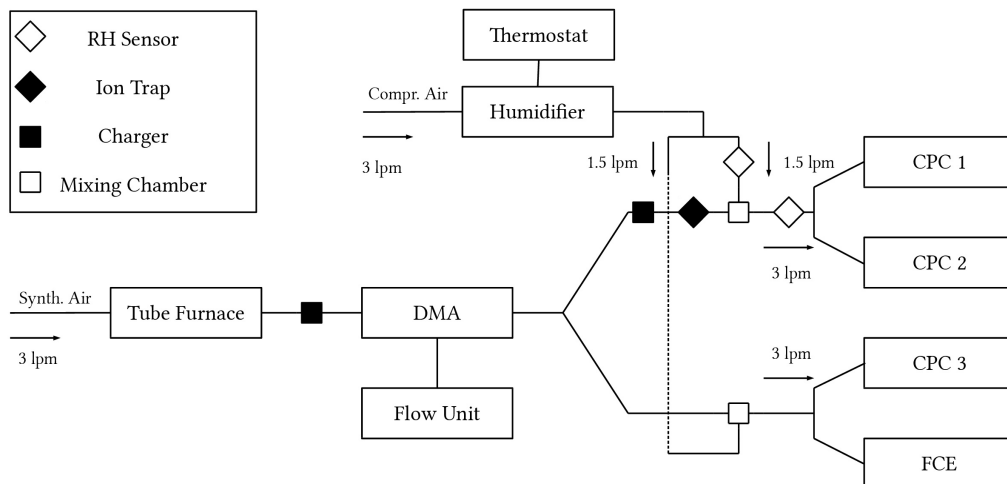 RH Sensor
Ion Trap
Charger
Mixing Chamber
Thermostat
Compr. Air
Humidifier
3 lpm
1.5 lpm
1.5 lpm
CPC 1
3 lpm
CPC 2
Synth. Air
Tube Furnace
DMA
3 lpm
3 lpm
CPC 3
Flow Unit
FCE